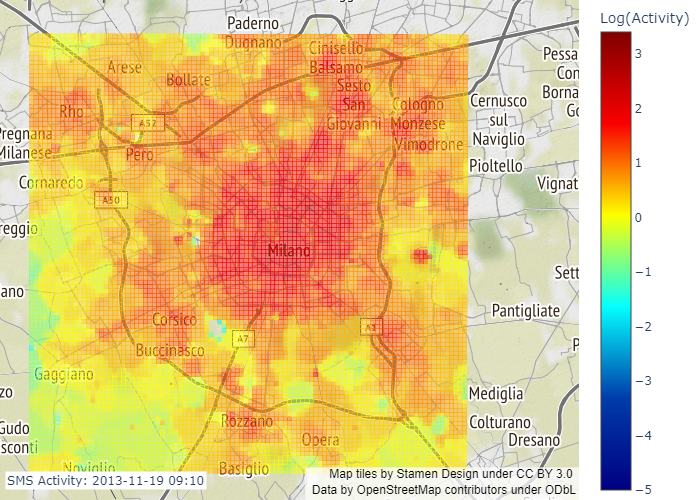 Log(Activity)
3
2
1
0
−1
−2
−3
−4
−5
Paderno
Dugnano
Cinisello
Balsamo
Arese
Bollate
Sesto
San
Giovanni
Cologno
Monzese
Vimodrone
Cernusco
sul
Naviglio
Pessa
Con
Borna
Rho
A52
Pregnana
Milanese
Pero
Pioltello
Cornaredo
A50
Vignat
reggio
Milano
Sett
ano
Corsico
A7
Pantigliate
Buccinasco
Gaggiano
Mediglia
zo
Rozzano
Colturano
Dresano
Gudo
sconti
Opera
Noviglio
Basiglio
SMS Activity: 2013-11-19 09:10
Map tiles by Stamen Design under CC BY 3.0
Data by OpenStreetMap contributors under ODbL